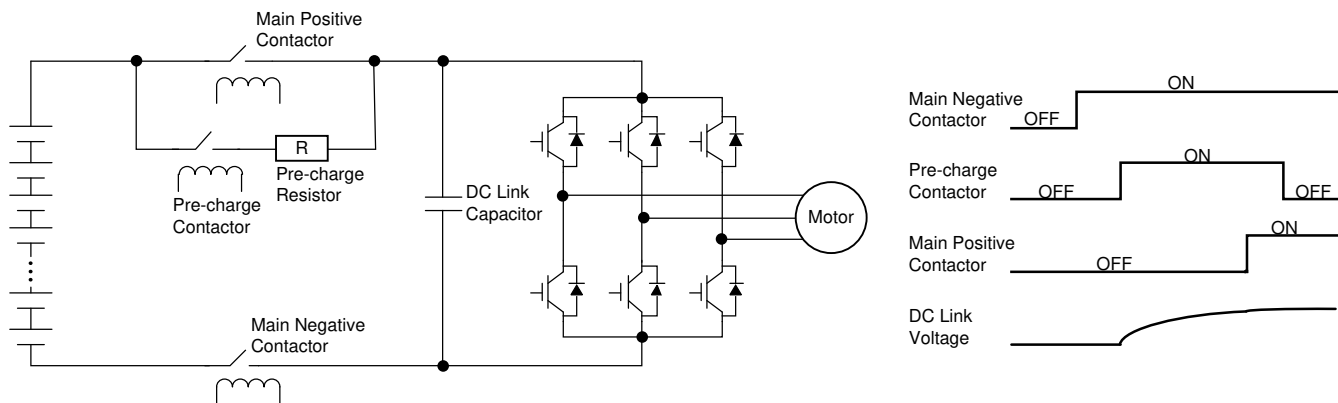 Main Positive
Contactor
R
Pre-charge
Resistor
Pre-charge
Contactor
DC Link
Capacitor
Motor
Main Negative
Contactor
Main Negative
Contactor
OFF
ON
Pre-charge
Contactor
OFF
ON
OFF
Main Positive
Contactor
OFF
ON
DC Link
Voltage